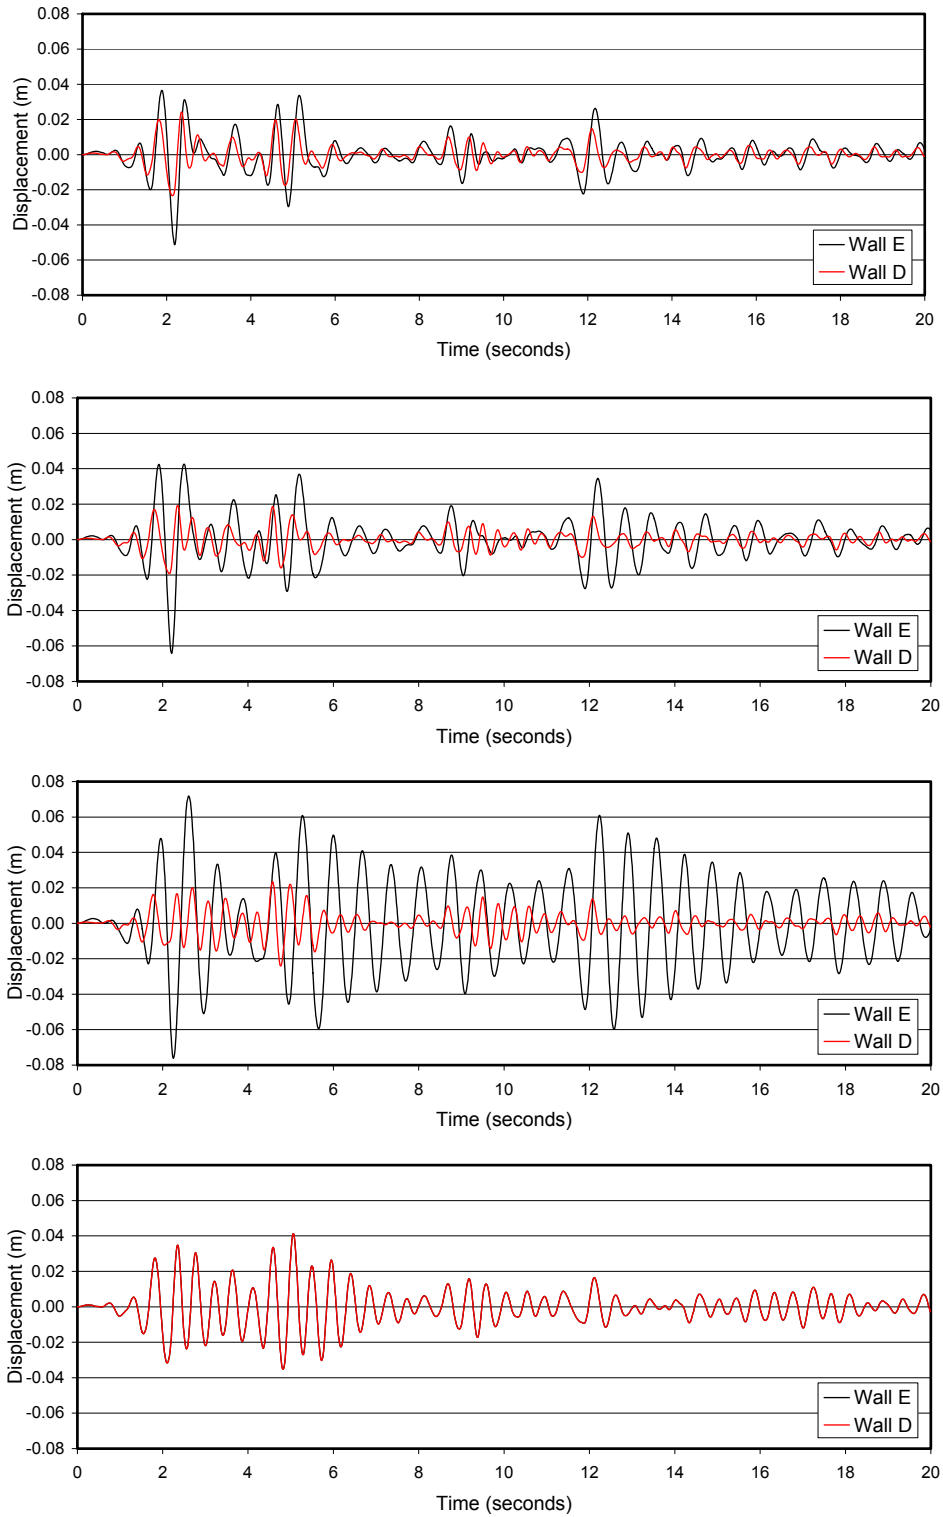 0.08
0.06
0.04
0.02
0.00
-0.02
-0.04
-0.06
-0.08
Displacement (m)
Wall E
Wall D
0 2 4 6 8 10 12 14 16 18 20
Time (seconds)
0.08
0.06
0.04
0.02
0.00
-0.02
-0.04
-0.06
-0.08
Displacement (m)
Wall E
Wall D
0 2 4 6 8 10 12 14 16 18 20
Time (seconds)
0.08
0.06
0.04
0.02
0.00
-0.02
-0.04
-0.06
-0.08
Displacement (m)
Wall E
Wall D
0 2 4 6 8 10 12 14 16 18 20
Time (seconds)
0.08
0.06
0.04
0.02
0.00
-0.02
-0.04
-0.06
-0.08
Displacement (m)
Wall E
Wall D
0 2 4 6 8 10 12 14 16 18 20
Time (seconds)